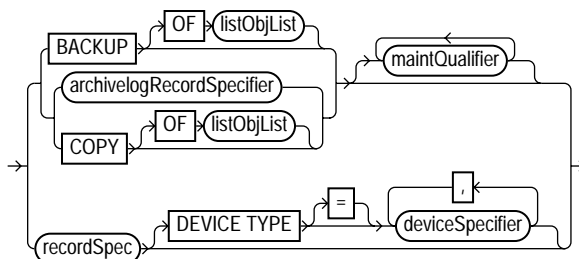 BACKUP OF listObjList
maintQualifier
archivelogRecordSpecifier
COPY OF listObjList
recordSpec DEVICE TYPE = deviceSpecifier ,